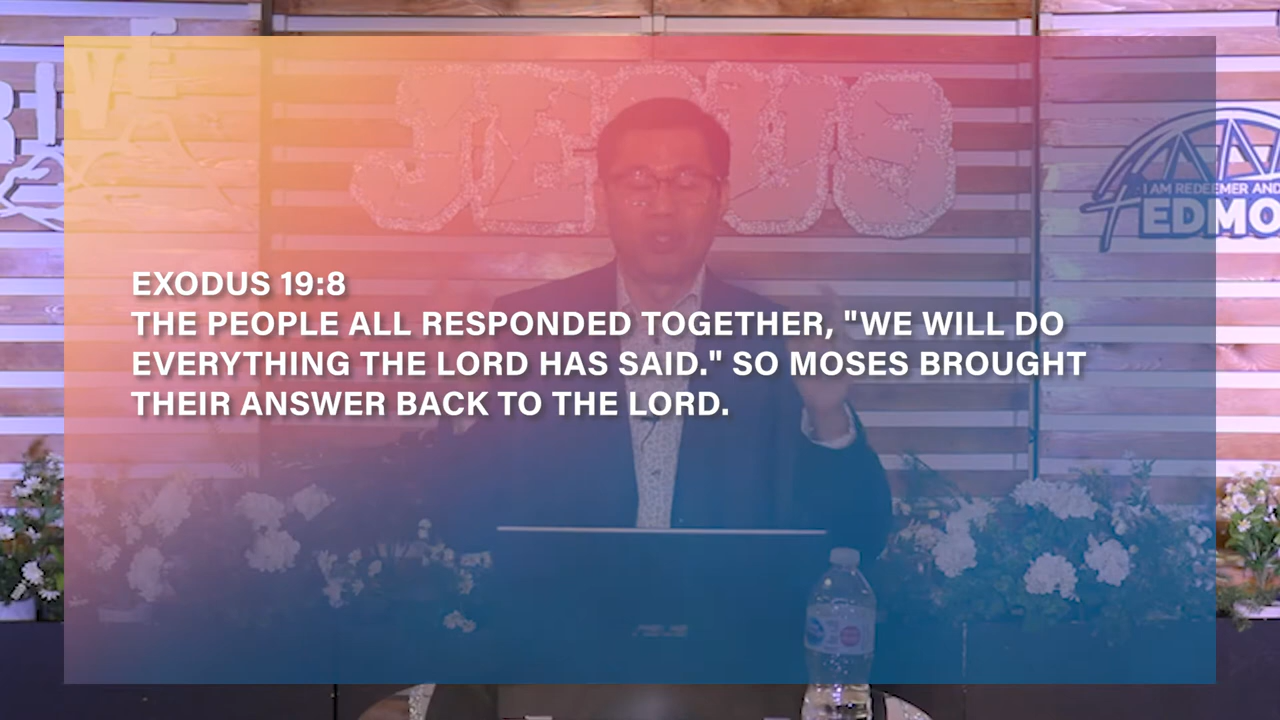 JESUS
I AM REDEEMER AND
EDMO
EXODUS 19:8
THE PEOPLE ALL RESPONDED TOGETHER, "WE WILL DO
EVERYTHING THE LORD HAS SAID." SO MOSES BROUGHT
THEIR ANSWER BACK TO THE LORD.